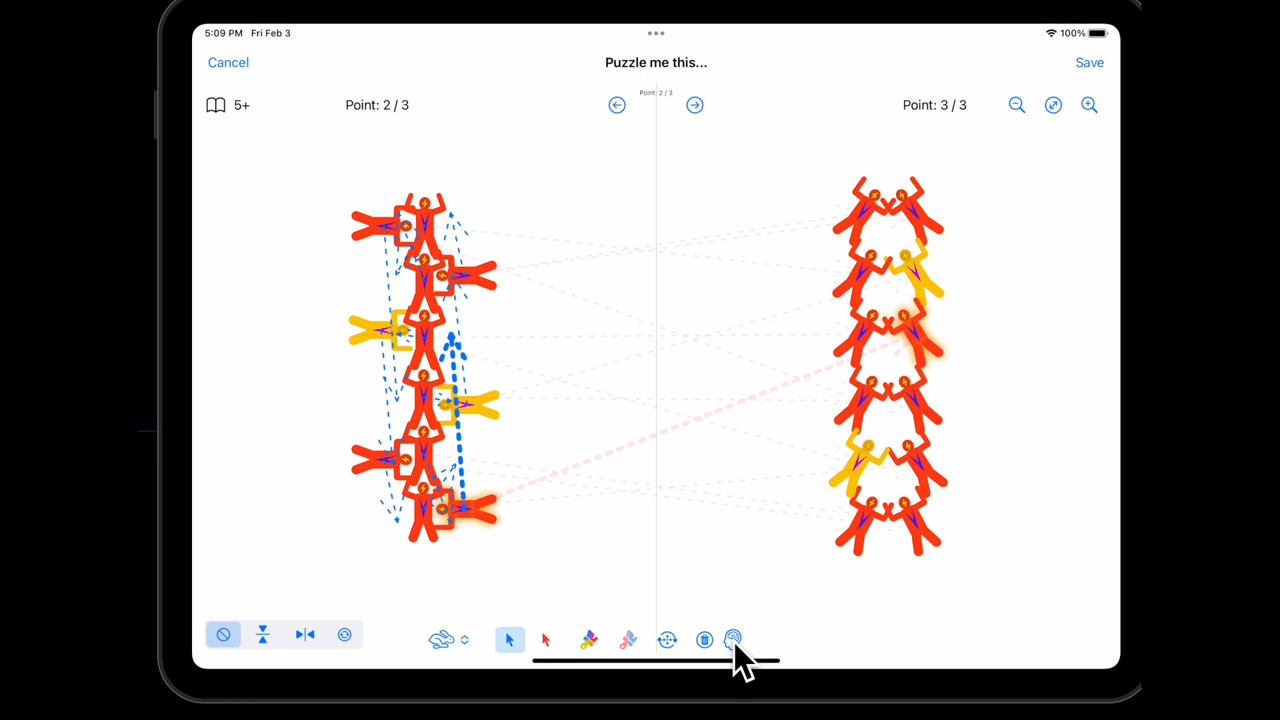 5:09 PM Fri Feb 3
100%
Cancel
Puzzle me this...
Save
5+
Point: 2 / 3
Point: 2 / 3
Point: 3 / 3